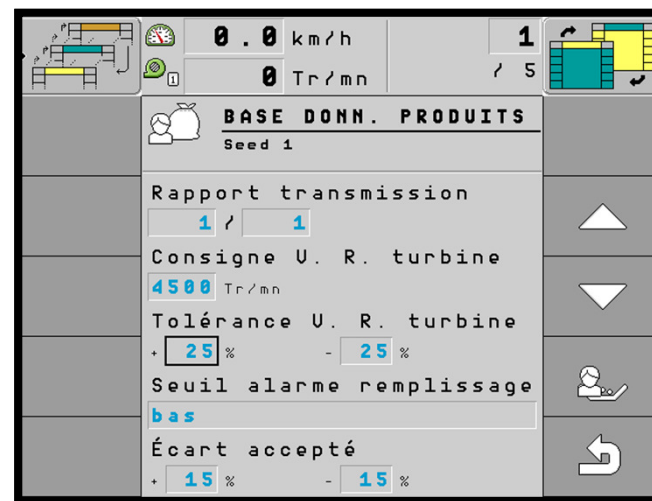 0.0 km/h
1
1
0 Tr/mn
/ 5
BASE DONN. PRODUITS
Seed 1
Rapport transmission
1 / 1
Consigne V. R. turbine
4500 Tr/mn
Tolérance V. R. turbine
+ 25 % - 25 %
Seuil alarme remplissage
bas
Écart accepté
+ 15 % - 15 %